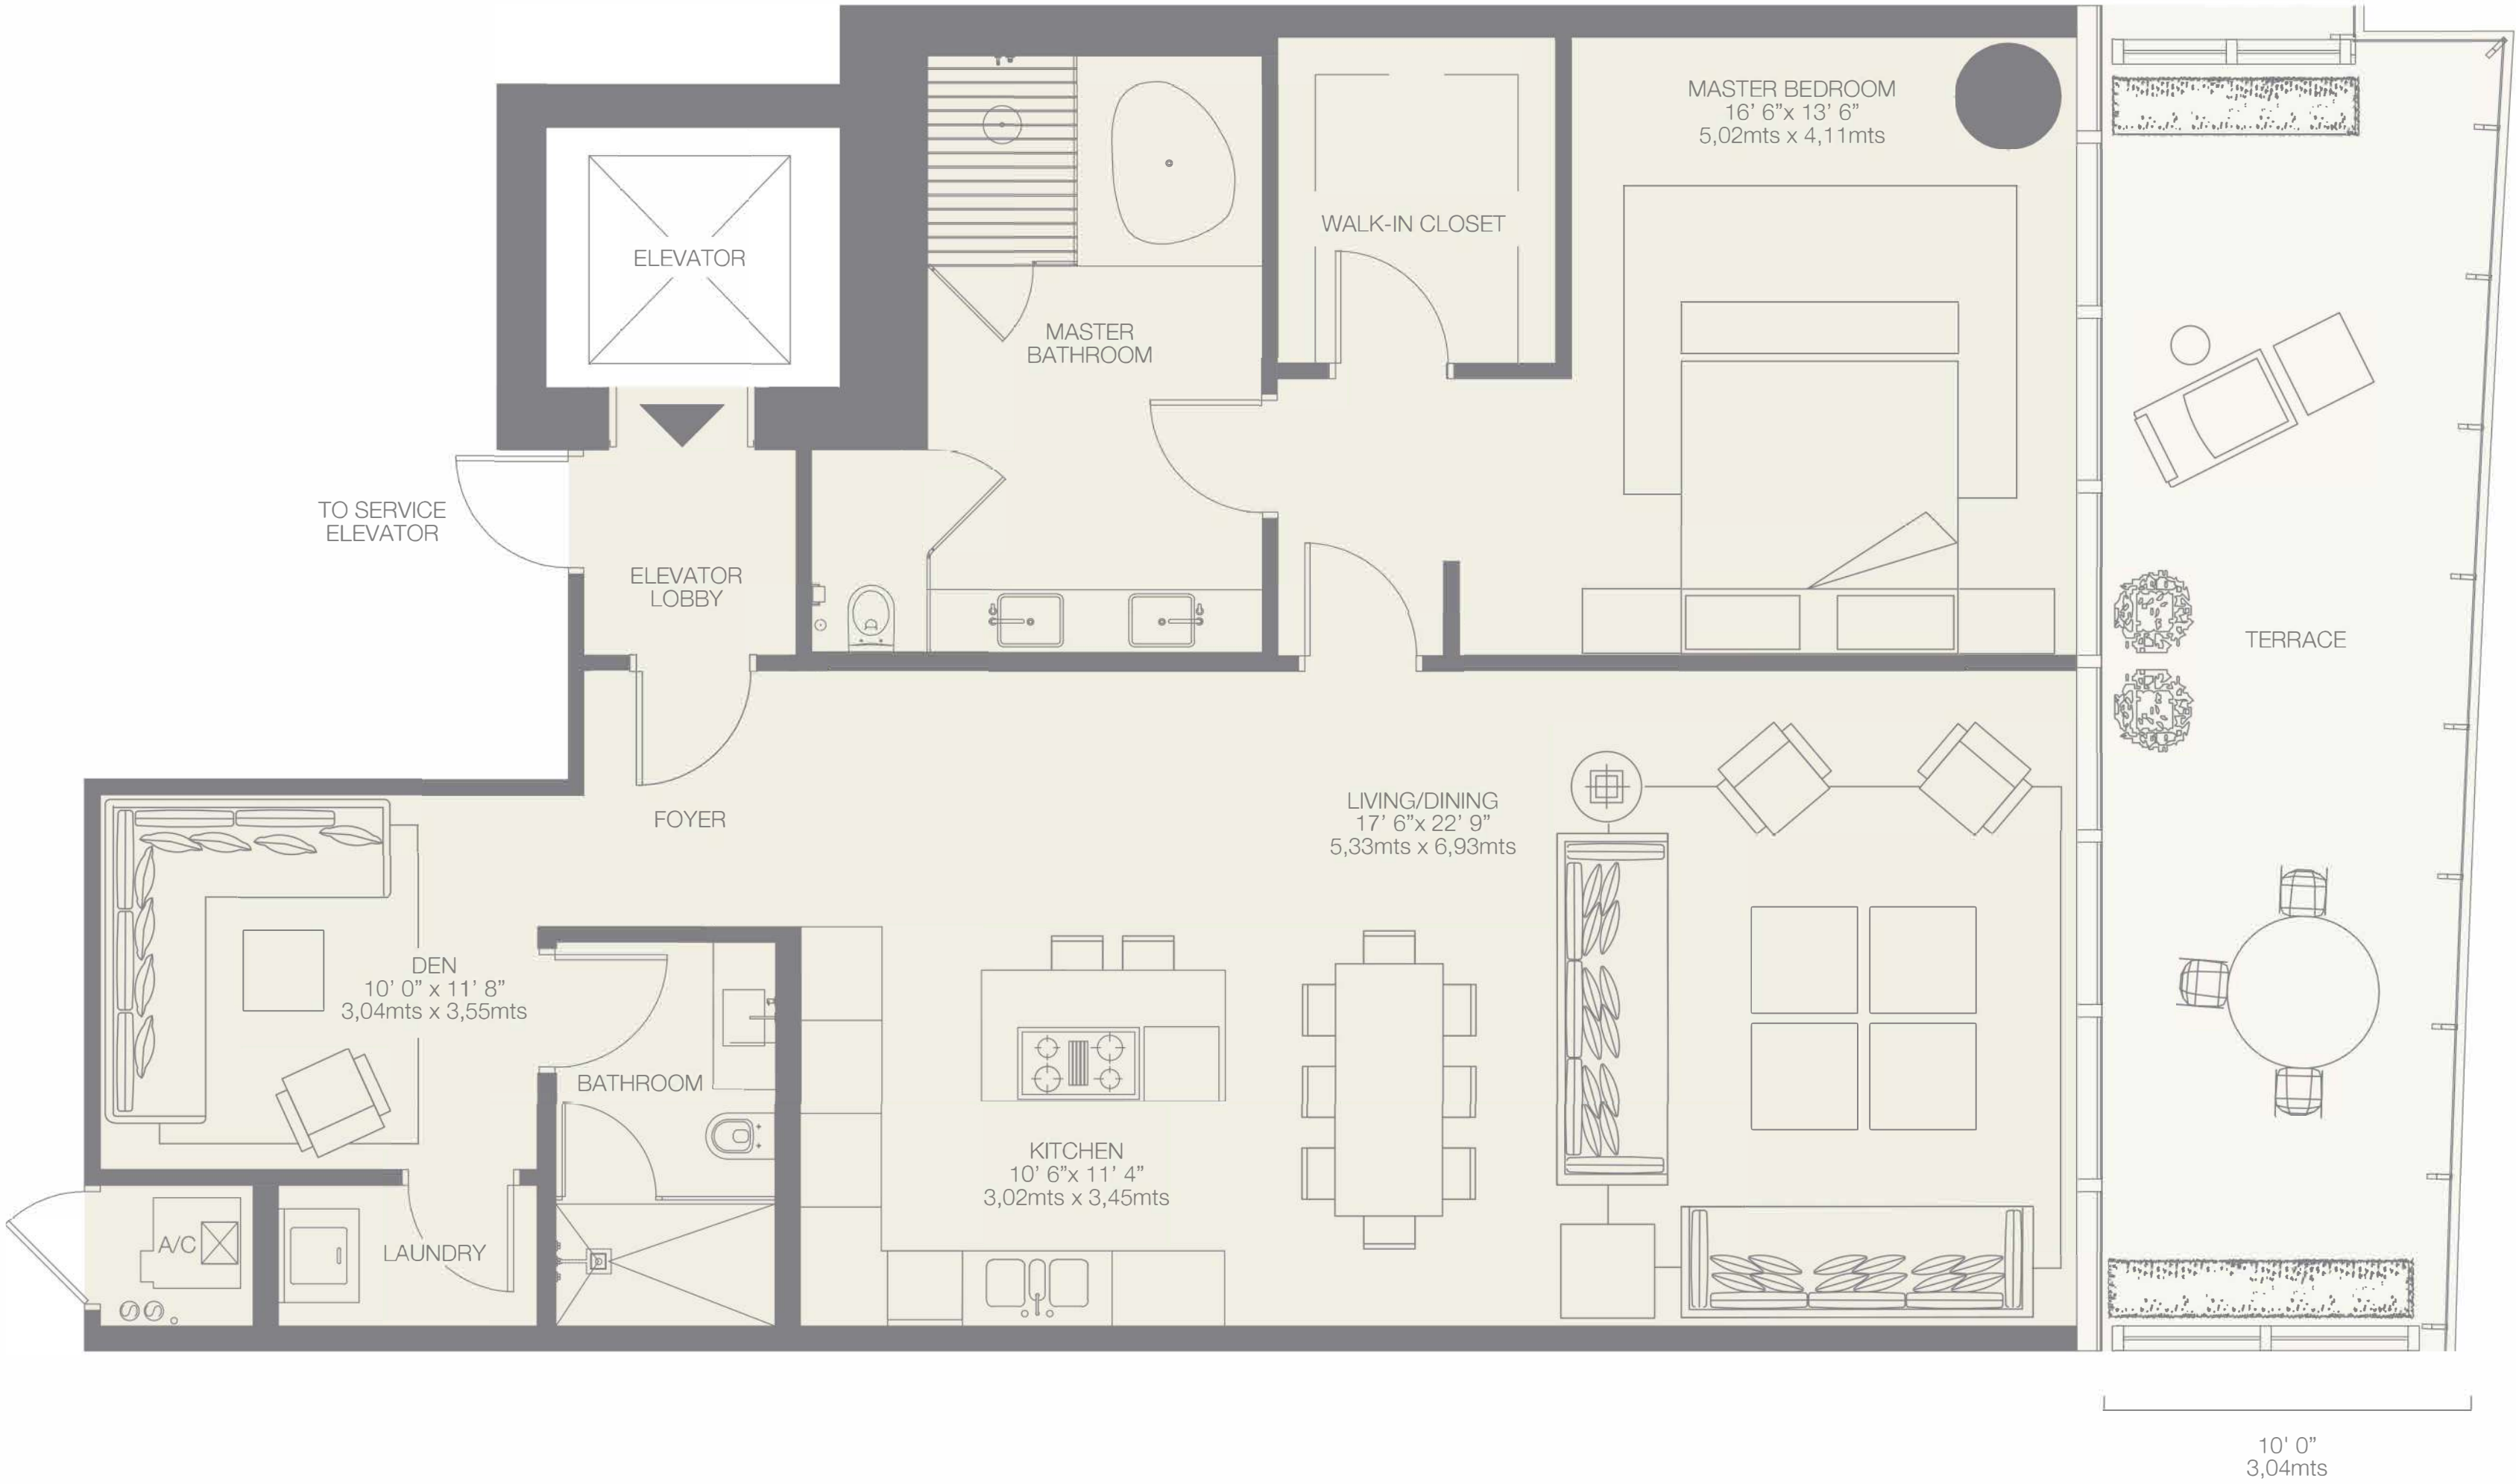 MASTER BEDROOM
16' 6”x 13' 6”
5,02mts x 4,11mts
WALK-IN CLOSET
ELEVATOR
MASTER
BATHROOM
TO SERVICE
ELEVATOR
ELEVATOR
LOBBY
TERRACE
FOYER
LIVING/DINING
17' 6”x 22' 9”
5,33mts x 6,93mts
DEN
10' 0” x 11' 8”
3,04mts x 3,55mts
BATHROOM
KITCHEN
10' 6”x 11' 4”
3,02mts x 3,45mts
A/C
LAUNDRY
10' 0”
3,04mts